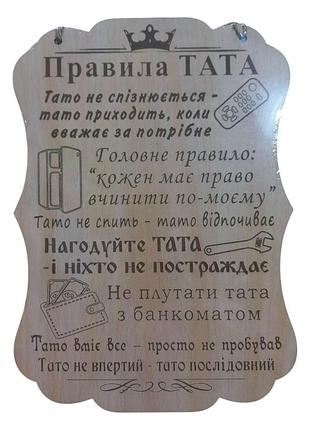 Правила ТАТА
Тато не спізнюється -
тато приходить, коли
вважає за потрібне
Головне правило:
“кожен має право
вчинити по-моєму”
Тато не спить - тато відпочиває
Нагодуйте ТАТА
-і ніхто не постраждає
Не плутати тата
з банкоматом
Тато вміє все – просто не пробував
Тато не впертий - тато послідовний